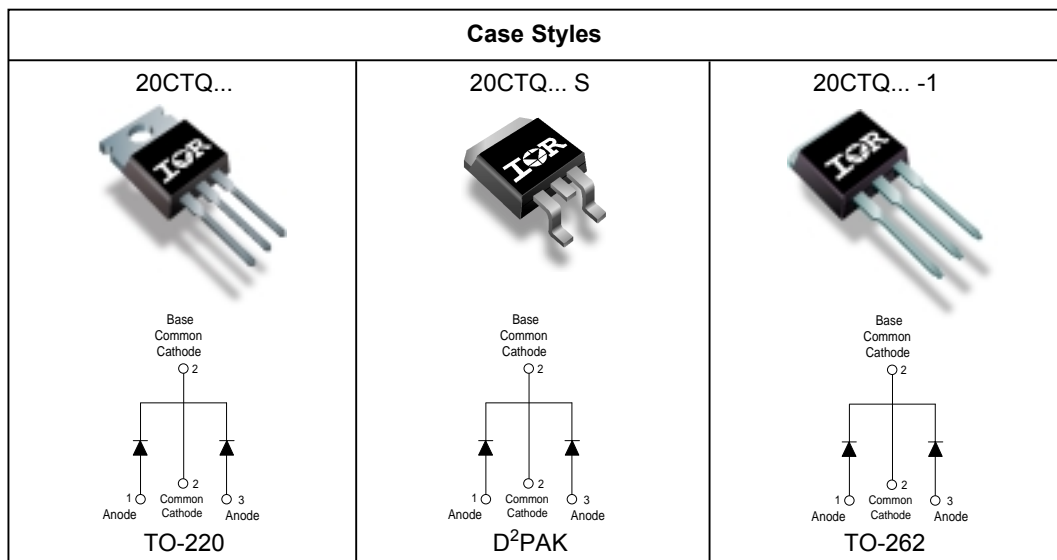 Case Styles
20CTQ...
IOR
Base
Common
Cathode
2
2
1
Common
Cathode
3
Anode
Anode
TO-220
20CTQ... S
IOR
Base
Common
Cathode
2
2
1
Common
Cathode
3
Anode
Anode
D²PAK
20CTQ... -1
IOR
Base
Common
Cathode
2
2
1
Common
Cathode
3
Anode
Anode
TO-262